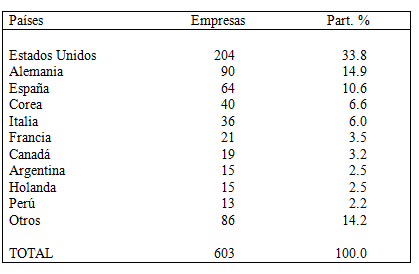 Países Empresas Part. %
Estados Unidos 204 33.8
Alemania 90 14.9
España 64 10.6
Corea 40 6.6
Italia 36 6.0
Francia 21 3.5
Canadá 19 3.2
Argentina 15 2.5
Holanda 15 2.5
Perú 13 2.2
Otros 86 14.2
TOTAL 603 100.0